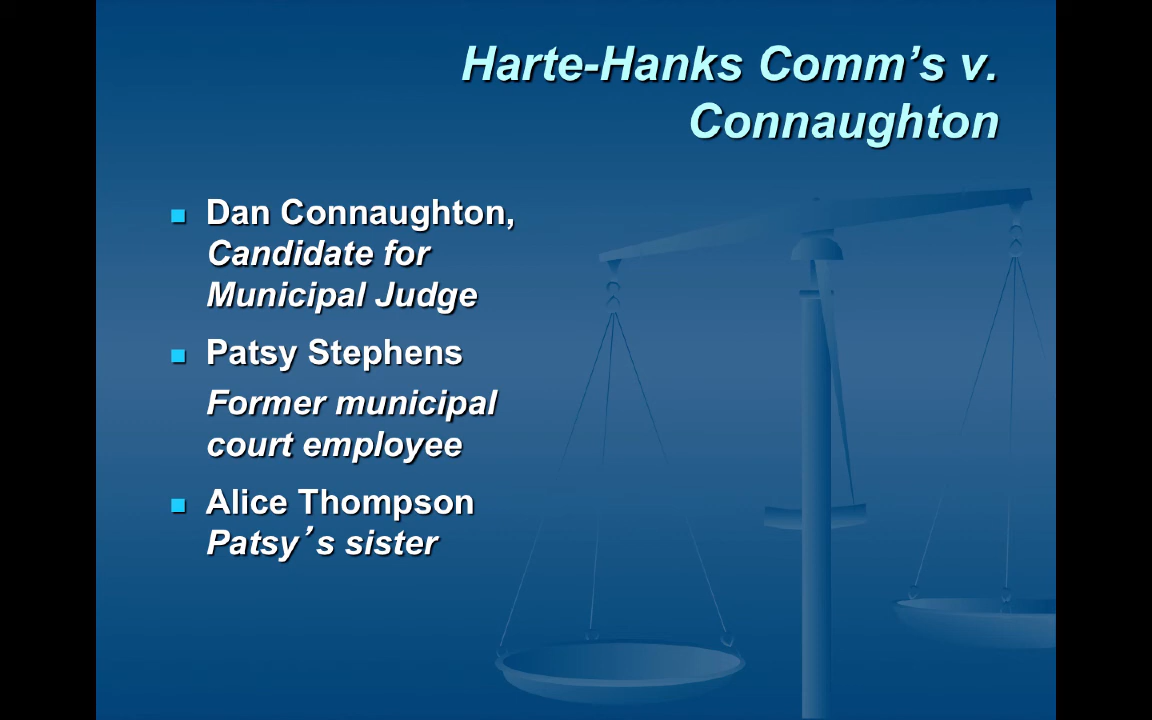 Harte-Hanks Comm’s v.
Connaughton
Dan Connaughton,
Candidate for
Municipal Judge
Patsy Stephens
Former municipal
court employee
Alice Thompson
Patsy’s sister